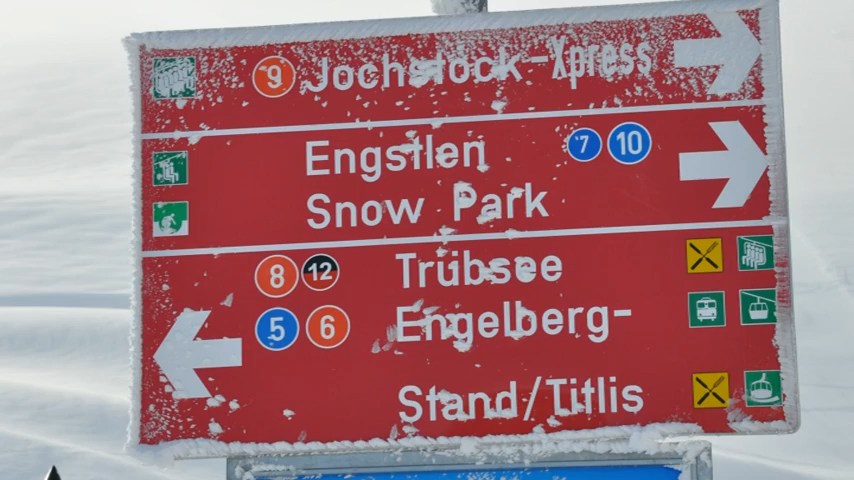 9 Jochstock-Xpress
Engstlen 7 10
Snow Park
8 12 Trübsee
5 6 Engelberg-
Stand/Titlis